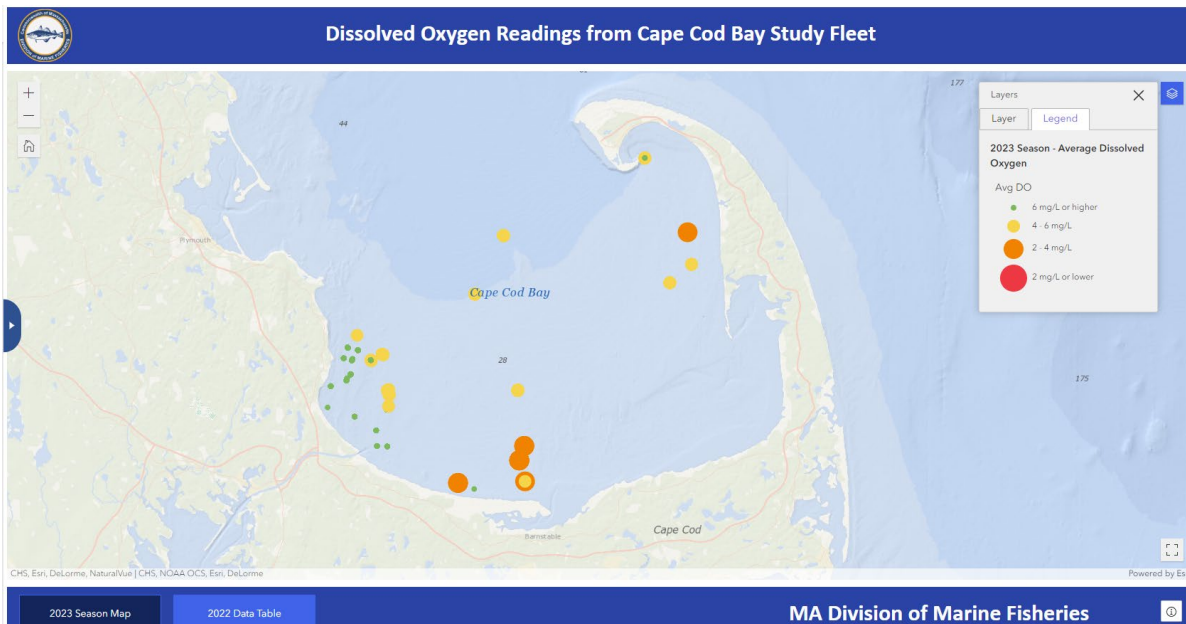 Dissolved Oxygen Readings from Cape Cod Bay Study Fleet
177
44
Layers
Layer
Legend
2023 Season - Average Dissolved
Oxygen
Avg DO
6 mg/L or higher
4 - 6 mg/L
2 - 4 mg/L
2 mg/L or lower
Plymouth
Cape Cod Bay
28
175
Cape Cod
Barnstable
CHS, Esri, DeLorme, NaturalVue | CHS, NOAA OCS, Esri, DeLorme
Powered by Es
2023 Season Map
2022 Data Table
MA Division of Marine Fisheries